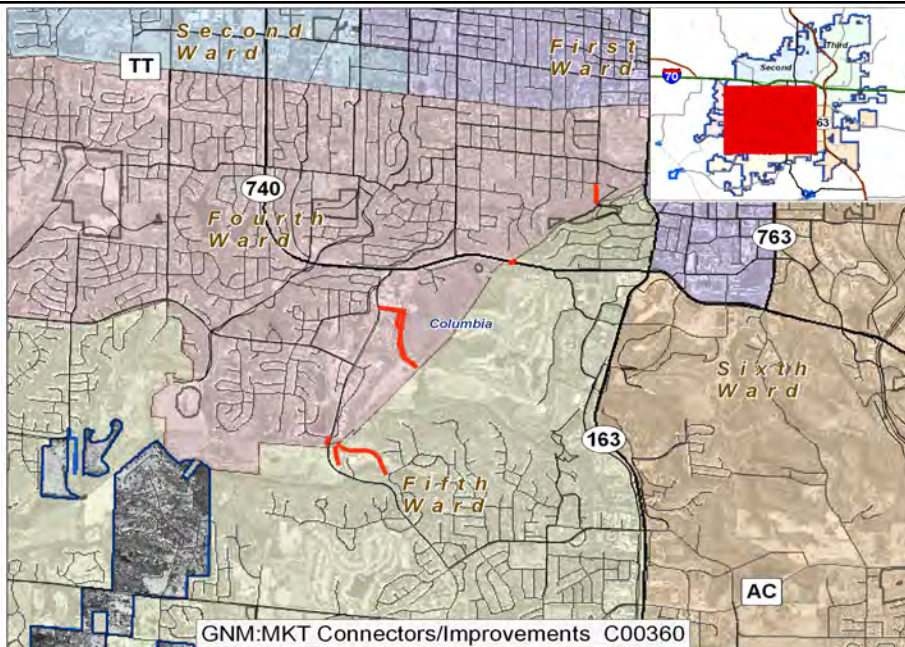 Second
Ward
First
Ward
TT
Third
Second
70
63
740
Fourth
Ward
763
Columbia
Sixth
Ward
163
Fifth
Ward
AC
GNM:MKT Connectors/Improvements C00360